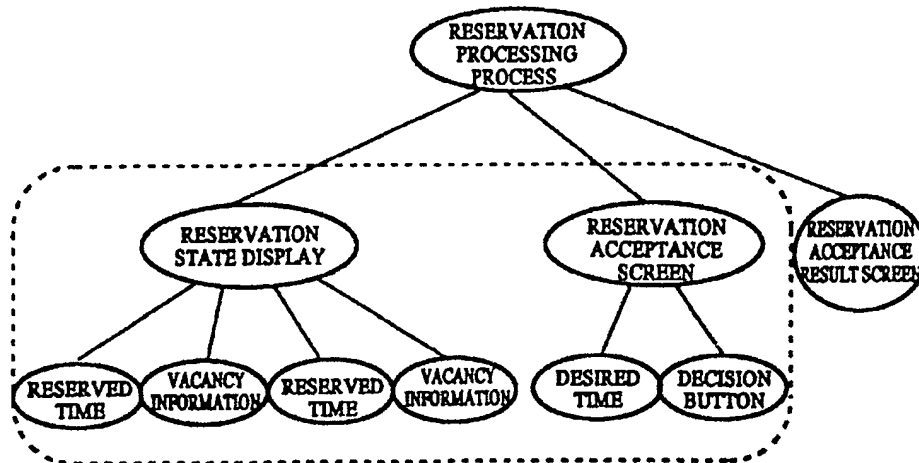 RESERVATION
PROCESSING
PROCESS
RESERVATION
STATE DISPLAY
RESERVATION
ACCEPTANCE
SCREEN
RESERVATION
ACCEPTANCE
RESULT SCREEN
RESERVED
TIME
VACANCY
INFORMATION
RESERVED
TIME
VACANCY
INFORMATION
DESIRED
TIME
DECISION
BUTTON